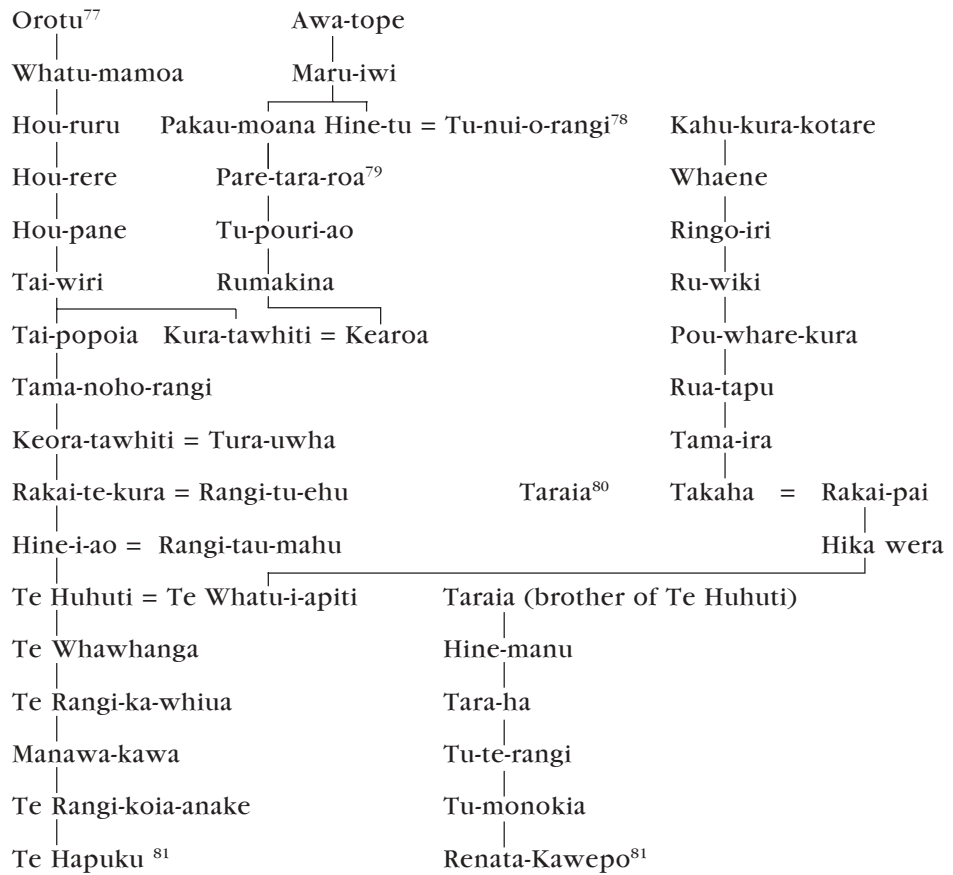 Orotu77 Awa-tope
Whatu-mamoa Maru-iwi
Hou-ruru Pakau-moana Hine-tu = Tu-nui-o-rangi78 Kahu-kura-kotare
Hou-rere Pare-tara-roa79 Whaene
Hou-pane Tu-pouri-ao Ringo-iri
Tai-wiri Rumakina Ru-wiki
Tai-popoia Kura-tawhiti = Kearoa Pou-whare-kura
Tama-noho-rangi Rua-tapu
Keora-tawhiti = Tura-uwha Tama-ira
Rakai-te-kura = Rangi-tu-ehu Taraia80 Takaha = Rakai-pai
Hine-i-ao = Rangi-tau-mahu Hika wera
Te Huhuti = Te Whatu-i-apiti Taraia (brother of Te Huhuti)
Te Whawhanga Hine-manu
Te Rangi-ka-whiua Tara-ha
Manawa-kawa Tu-te-rangi
Te Rangi-koia-anake Tu-monokia
Te Hapuku 81 Renata-Kawepo81